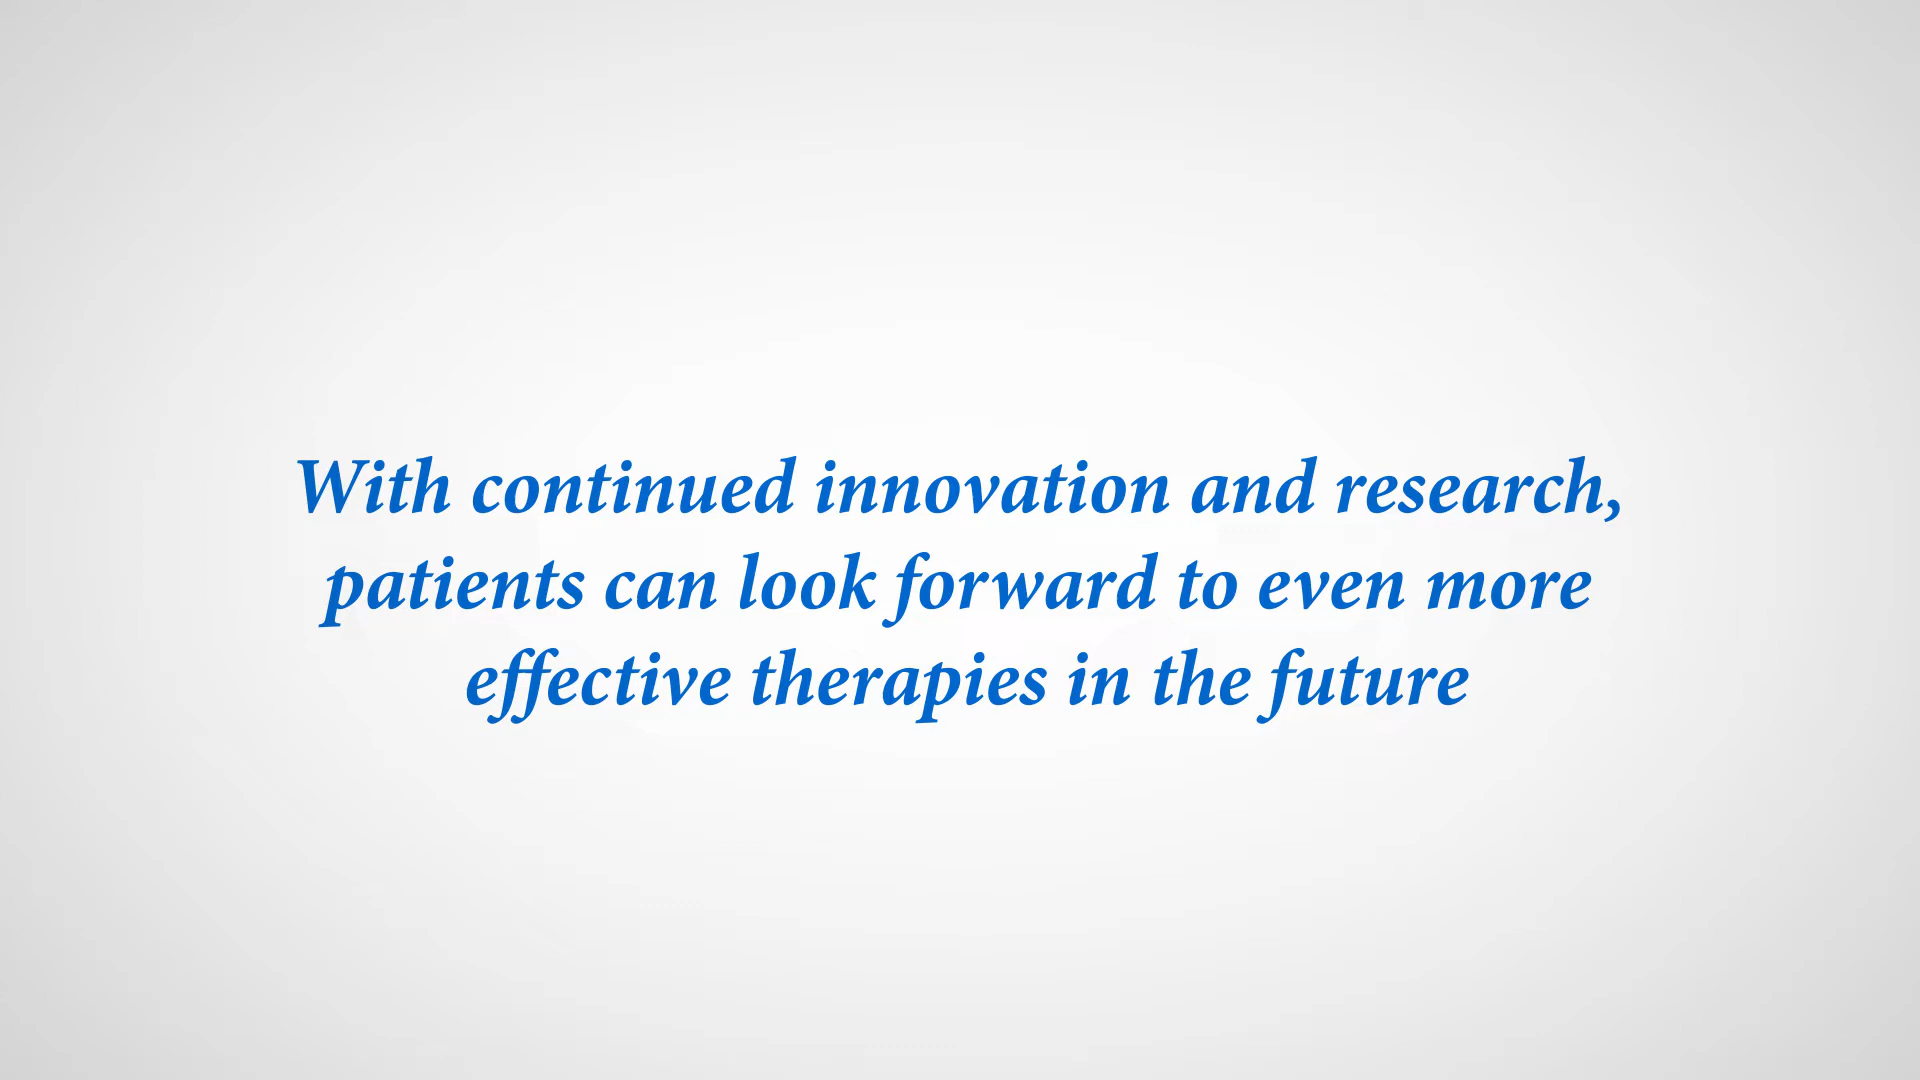 With continued innovation and research,
patients can look forward to even more
effective therapies in the future